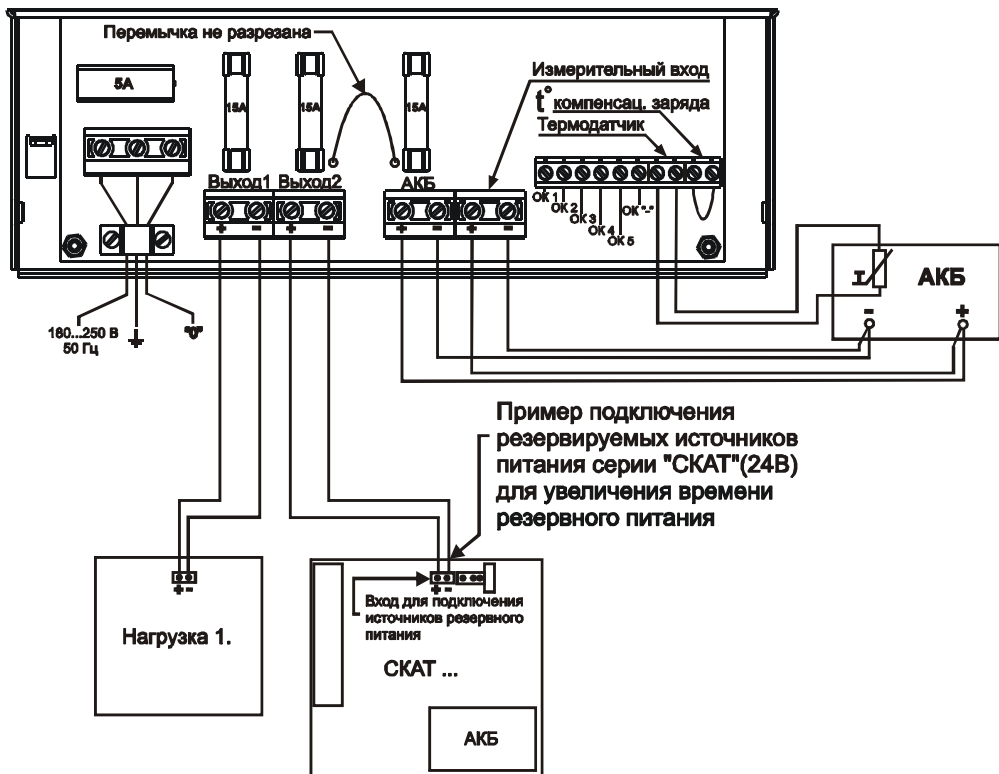 Перемычка не разрезана
5А
15А
15А
15А
Измерительный вход
t° компенсац. заряда
Термодатчик
Выход1 Выход2
АКБ
+ - + -
+ - + -
ОК 1
ОК 2
ОК 3
ОК 4
ОК 5
ОК "-"
160...250 В
50 Гц
"0"
АКБ
- +
Пример подключения
резервируемых источников
питания серии "СКАТ"(24В)
для увеличения времени
резервного питания
+ -
Нагрузка 1.
+ -
Вход для подключения
источников резервного
питания
СКАТ ...
АКБ